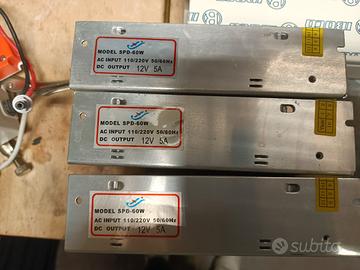 MODEL SPD-60W
AC INPUT 110/220V 50/60Hz
DC OUTPUT 12V 5A
MODEL SPD-60W
AC INPUT 110/220V 50/60Hz
DC OUTPUT 12V 5A
MODEL SPD-60W
AC INPUT 110/220V 50/60Hz
DC OUTPUT 12V 5A
subito